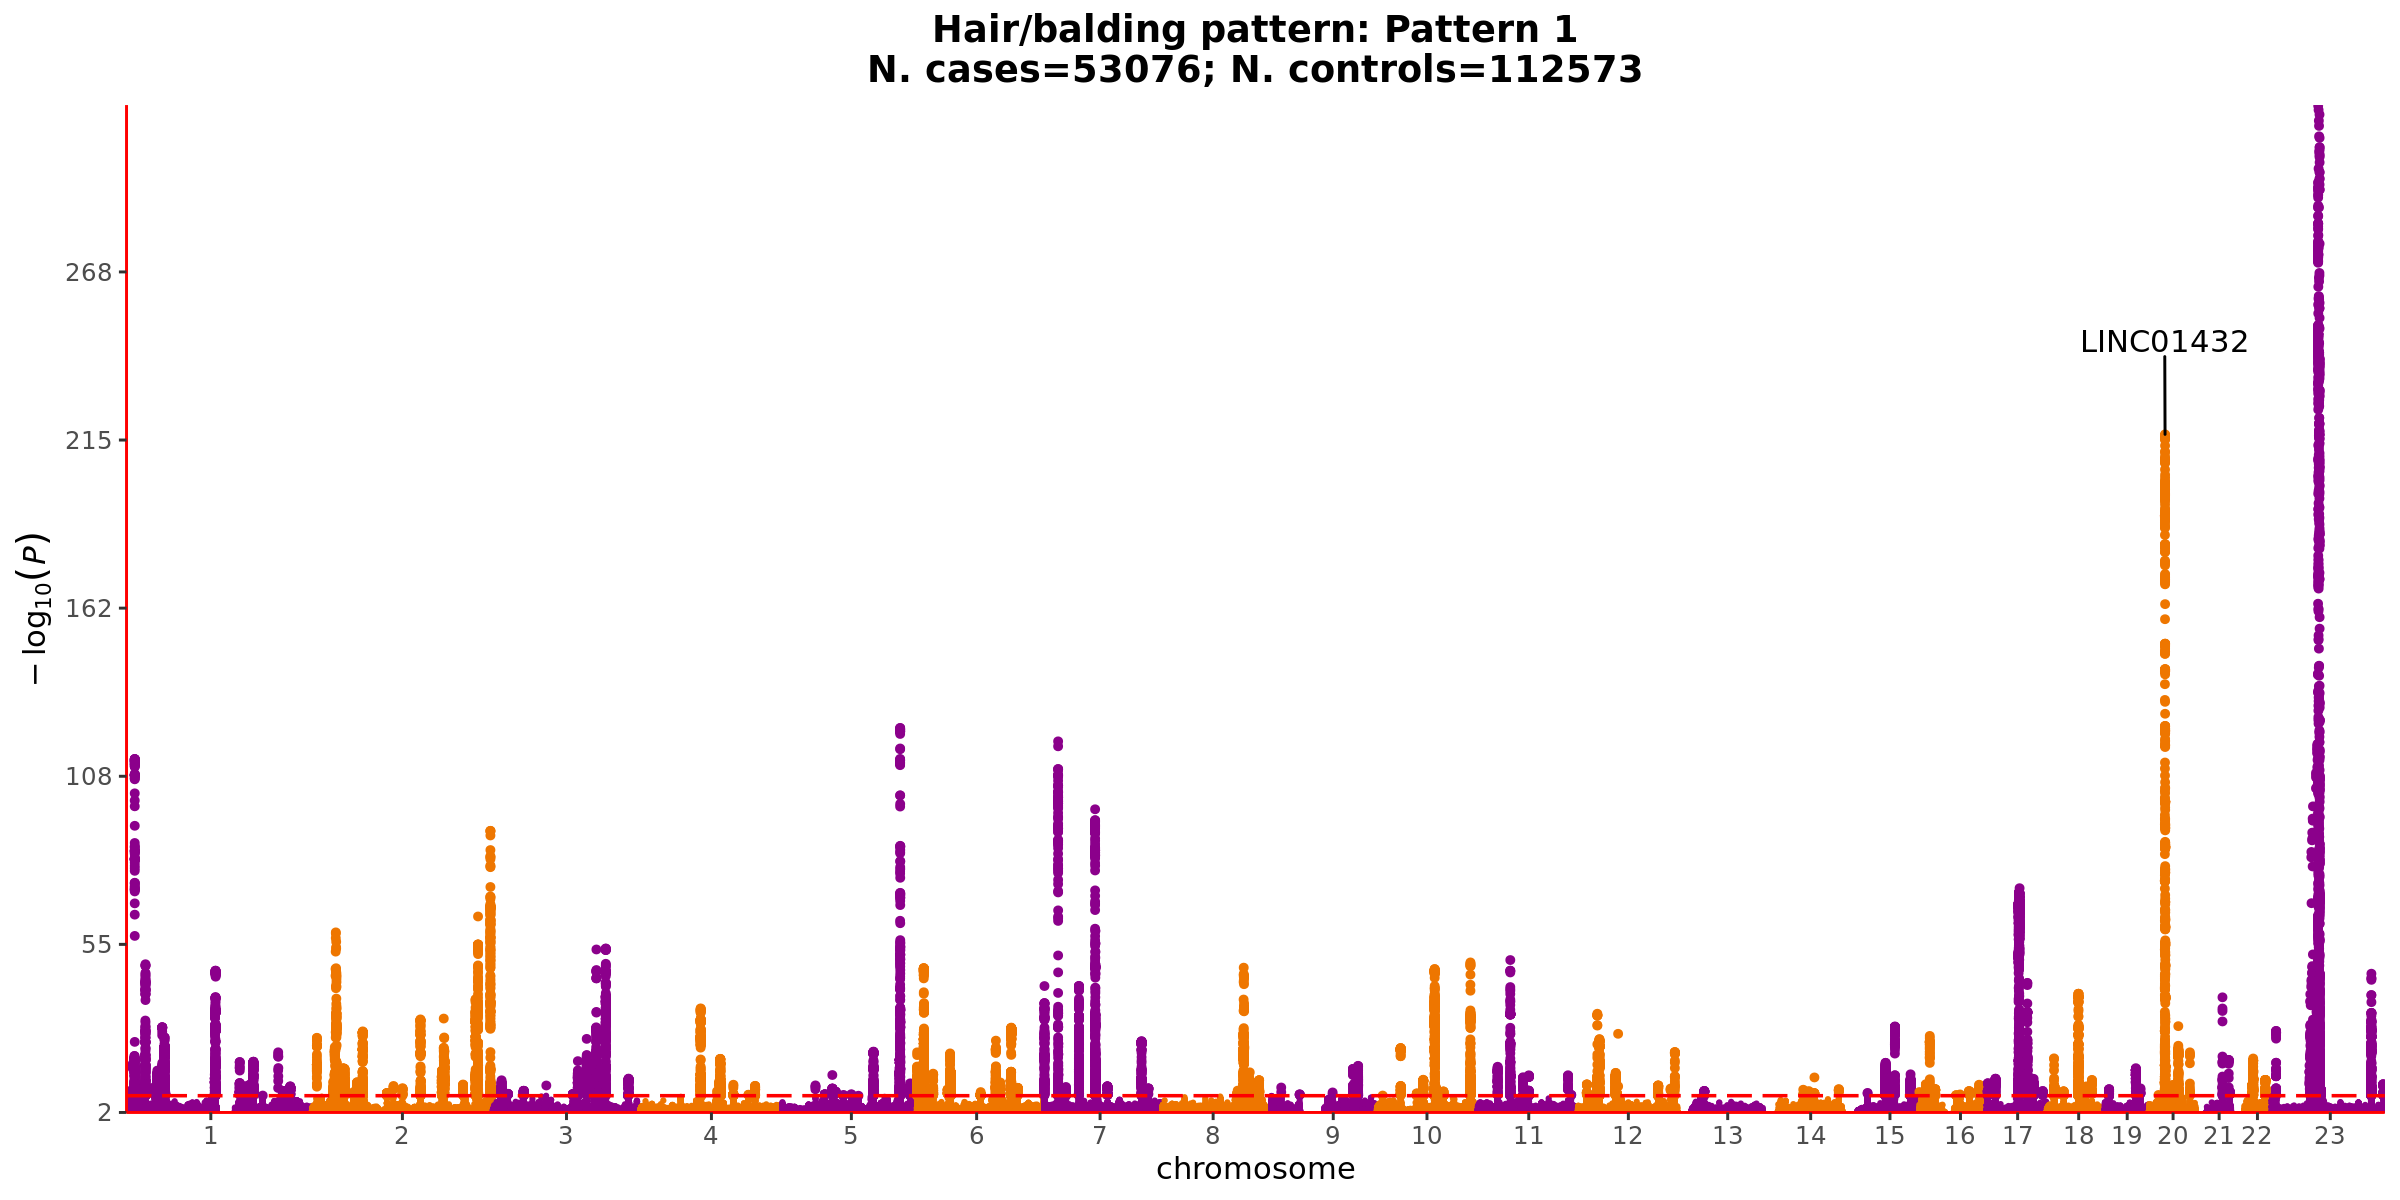 Hair/balding pattern: Pattern 1
N. cases=53076; N. controls=112573
268
LINC01432
215
− log10(P)
162
108
55
2
1 2 3 4 5 6 7 8 9 10 11 12 13 14 15 16 17 18 19 20 21 22 23
chromosome